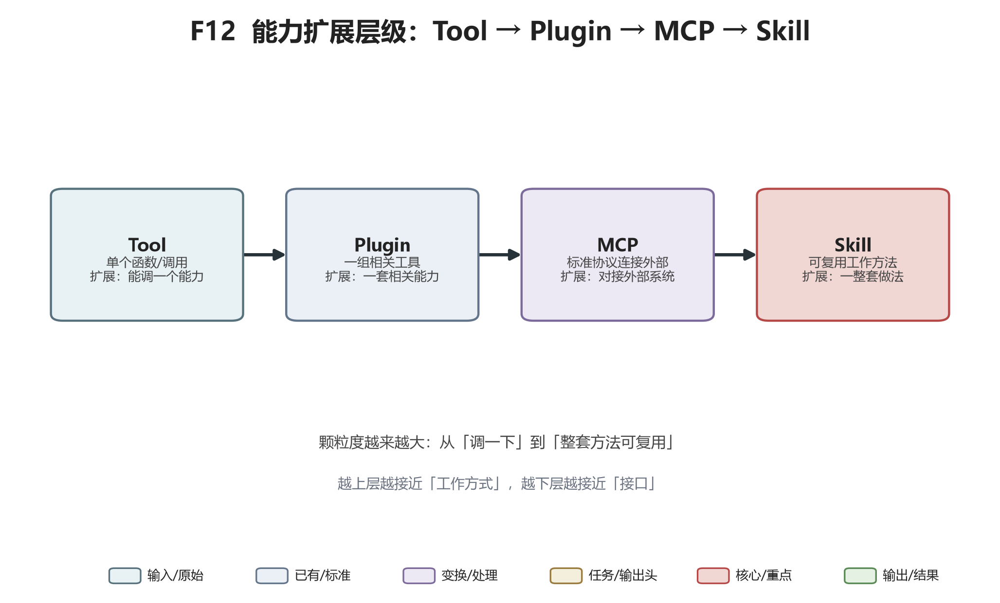 F12 能力扩展层级：Tool → Plugin → MCP → Skill
Tool
单个函数/调用
扩展：能调一个能力
Plugin
一组相关工具
扩展：一套相关能力
MCP
标准协议连接外部
扩展：对接外部系统
Skill
可复用工作方法
扩展：一整套做法
颗粒度越来越大：从「调一下」到「整套方法可复用」
越上层越接近「工作方式」，越下层越接近「接口」
输入/原始
已有/标准
变换/处理
任务/输出头
核心/重点
输出/结果